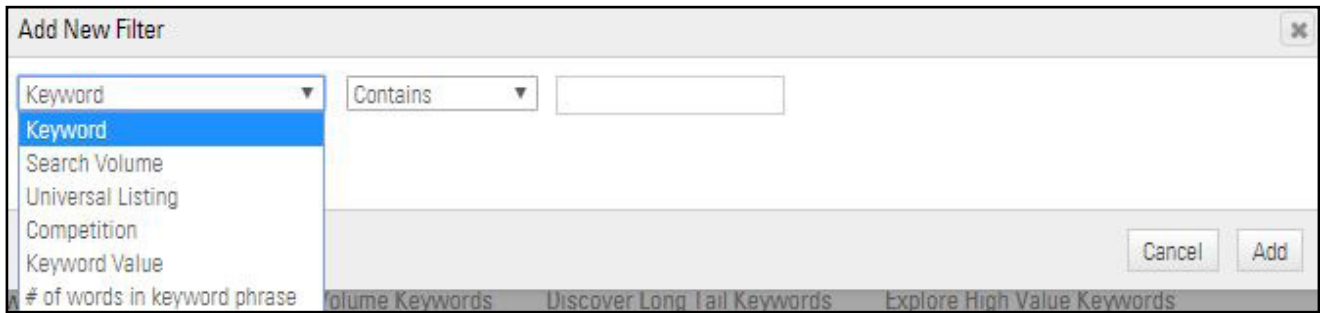 Add New Filter
Keyword Contains
Keyword
Search Volume
Universal Listing
Competition
Keyword Value
Cancel Add
# of words in keyword phrase
Volume Keywords Discover Long Tail Keywords Explore High Value Keywords